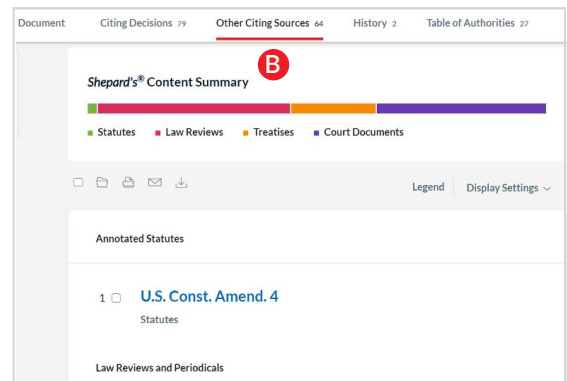 Document Citing Decisions 79 Other Citing Sources 64 History 2 Table of Authorities 27
B
Shepard's® Content Summary
Statutes Law Reviews Treatises Court Documents
Legend Display Settings
Annotated Statutes
1 U.S. Const. Amend. 4
Statutes
Law Reviews and Periodicals